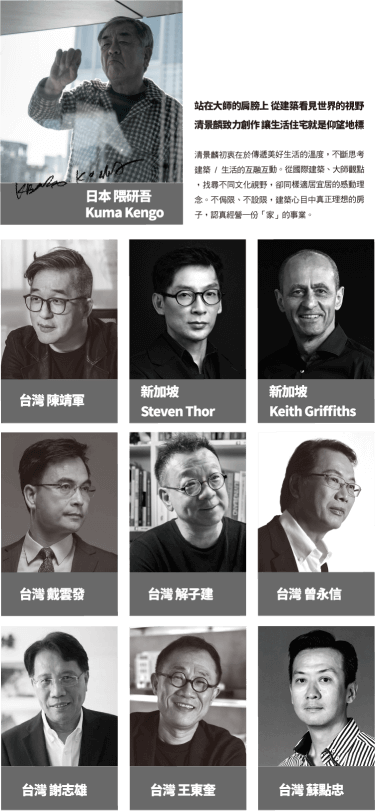 站在大師的肩膀上 從建築看見世界的視野
清景麟致力創作 讓生活住宅就是仰望地標
清景麟初衷在於傳遞美好生活的溫度，不斷思考
建築 / 生活的互融互動。從國際建築、大師觀點
，找尋不同文化視野，卻同樣適居宜居的感動理
念。不侷限、不設限，建築心目中真正理想的房
子，認真經營一份「家」的事業。
KENGO KUMA
日本 隈研吾
Kuma Kengo
台灣 陳靖軍
新加坡
Steven Thor
新加坡
Keith Griffiths
台灣 戴雲發
台灣 解子建
台灣 曾永信
台灣 謝志雄
台灣 王東奎
台灣 蘇點忠